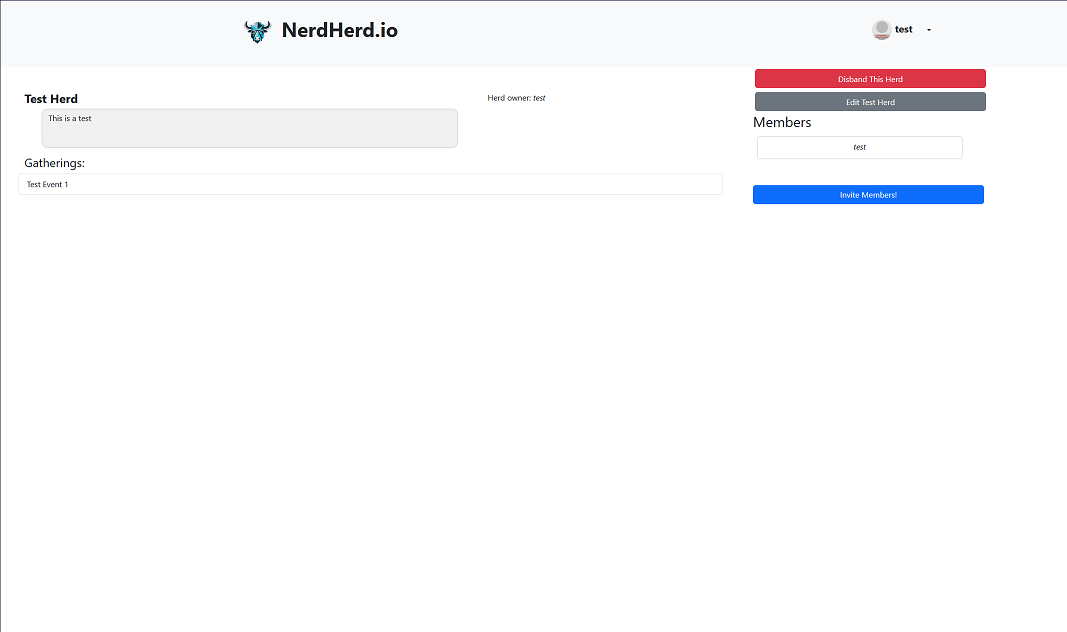 NerdHerd.io
test
Disband This Herd
Test Herd
Herd owner: test
Edit Test Herd
This is a test
Members
test
Gatherings:
Test Event 1
Invite Members!